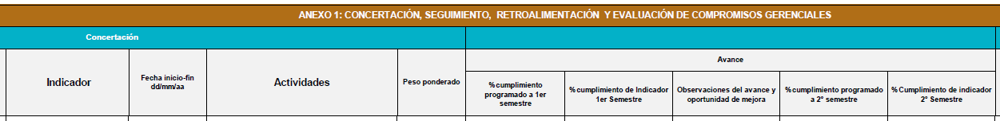 ANEXO 1: CONCERTACIÓN, SEGUIMIENTO, RETROALIMENTACIÓN Y EVALUACIÓN DE COMPROMISOS GERENCIALES
Concertación
Avance
Indicador
Fecha inicio-fin
dd/mm/aa
Actividades
Peso ponderado
%cumplimiento
programado a 1er
semestre
%cumplimiento de Indicador
1er Semestre
Observaciones del avance y
oportunidad de mejora
%cumplimiento programado
a 2° semestre
%Cumplimiento de indicador
2° Semestre